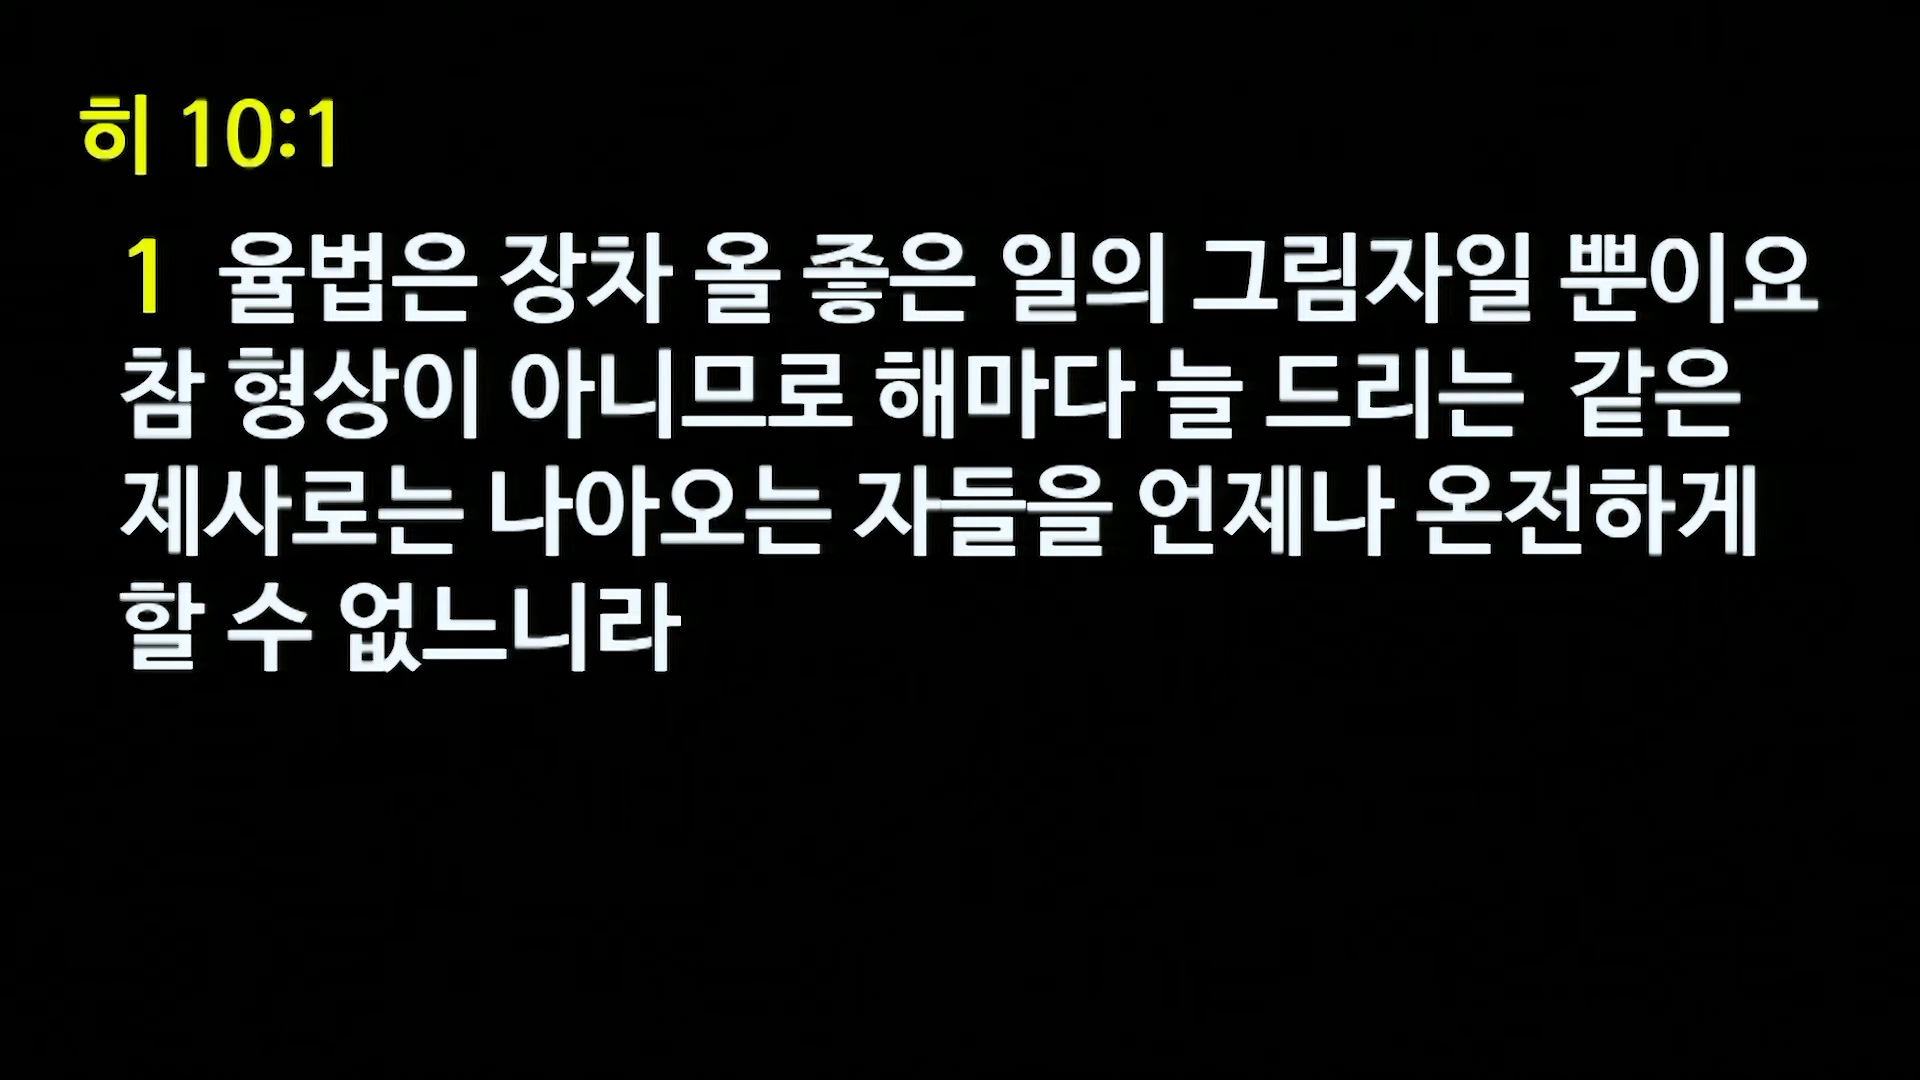 히 10:1
1 율법은 장차 올 좋은 일의 그림자일 뿐이요
참 형상이 아니므로 해마다 늘 드리는 같은
제사로는 나아오는 자들을 언제나 온전하게
할 수 없느니라